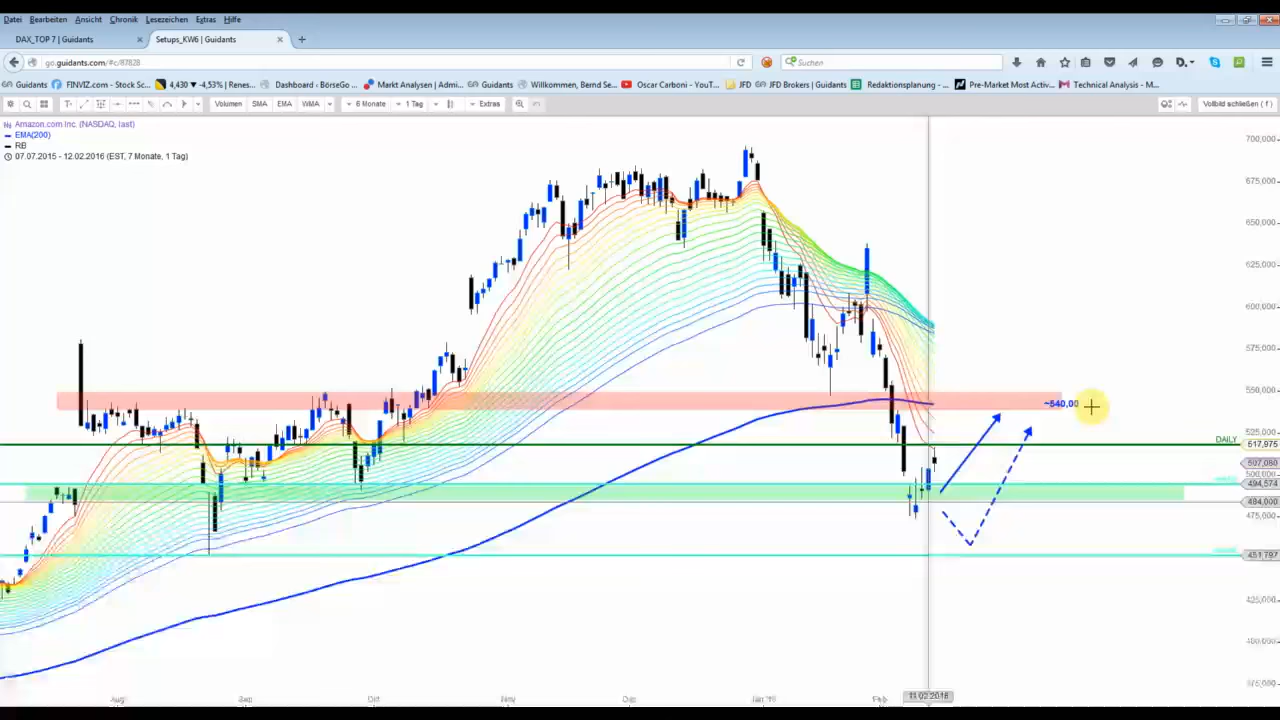 Datei Bearbeiten Ansicht Chronik Lesezeichen Extras Hilfe
DAX_TOP 7 | Guidants × Setups_KW6 | Guidants × +
go.guidants.com/#c/87828 Suchen
Guidants FINVIZ.com - Stock Sc... 4,430 ▾ -4,53% | Renes... Dashboard ‹ BörseGo ... Markt Analysen | Admi... Guidants Willkommen, Bernd Se... Oscar Carboni - YouT... JFD JFD Brokers | Guidants Redaktionsplanung - ... Pre-Market Most Activ... Technical Analysis - M...
Volumen SMA EMA WMA 6 Monate 1 Tag Extras Vollbild schließen ( f )
Amazon.com Inc. (NASDAQ, last)
EMA(200)
RB
07.07.2015 - 12.02.2016 (EST, 7 Monate, 1 Tag)
700,000
675,000
650,000
625,000
600,000
575,000
550,000
~540,00
525,000
DAILY 517,975
507,080
500,000
494,574
484,000
475,000
451,797
425,000
400,000
375,000
Aug Sep Okt Nov Dez Jan '16 Feb 11.02.2016